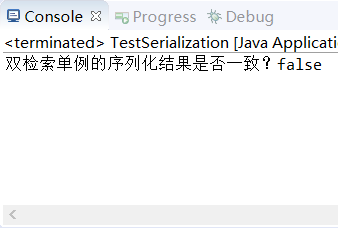 Console Progress Debug
<terminated> TestSerialization [Java Applicati
双检索单例的序列化结果是否一致？false